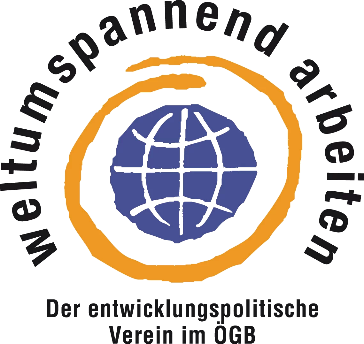 weltumspannend arbeiten
Der entwicklungspolitische
Verein im ÖGB